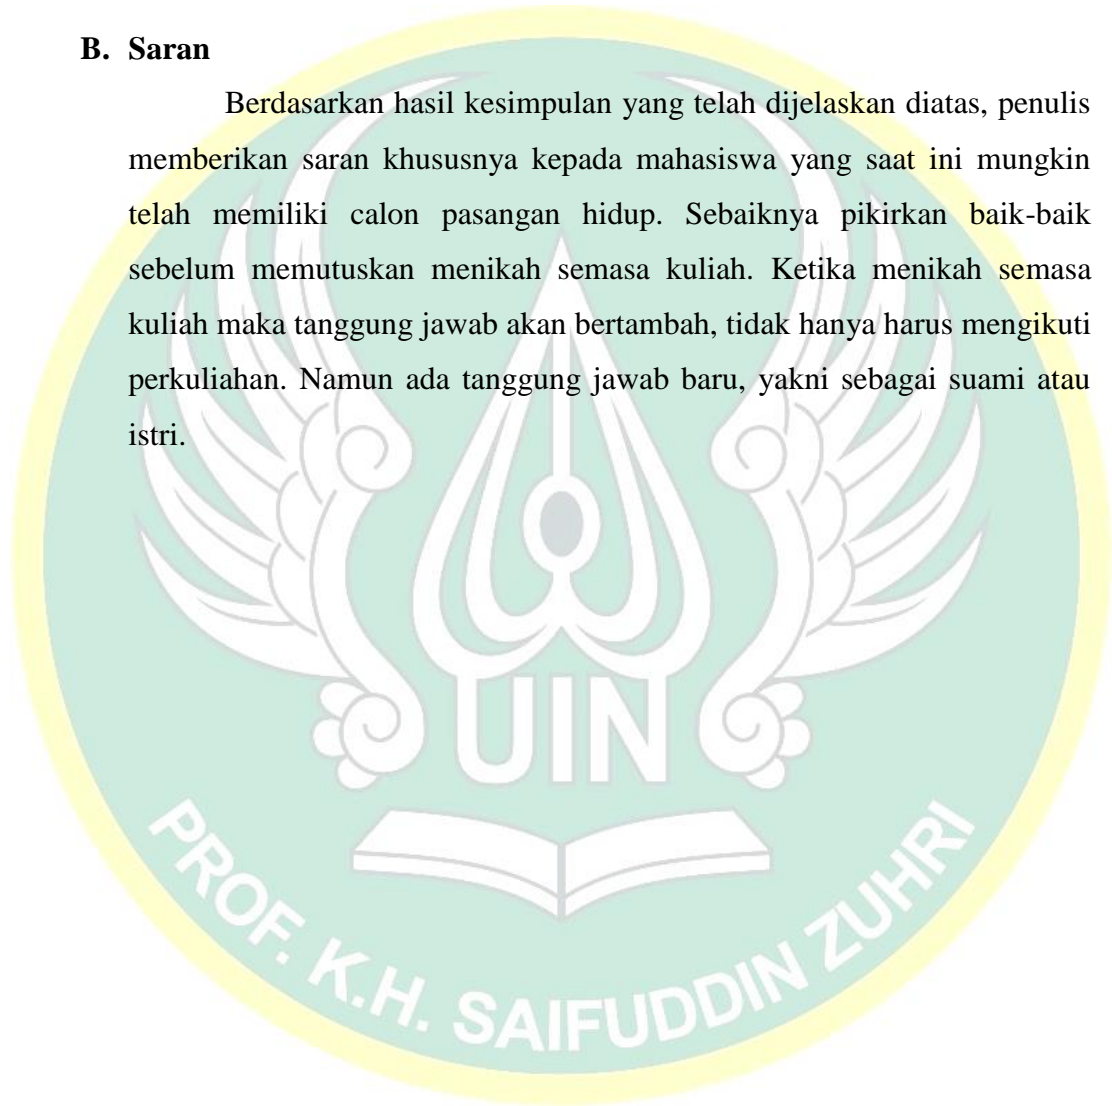 B. Saran
Berdasarkan hasil kesimpulan yang telah dijelaskan diatas, penulis
memberikan saran khususnya kepada mahasiswa yang saat ini mungkin
telah memiliki calon pasangan hidup. Sebaiknya pikirkan baik-baik
sebelum memutuskan menikah semasa kuliah. Ketika menikah semasa
kuliah maka tanggung jawab akan bertambah, tidak hanya harus mengikuti
perkuliahan. Namun ada tanggung jawab baru, yakni sebagai suami atau
istri.
UIN
PROF. K.H. SAIFUDDIN ZUHRI